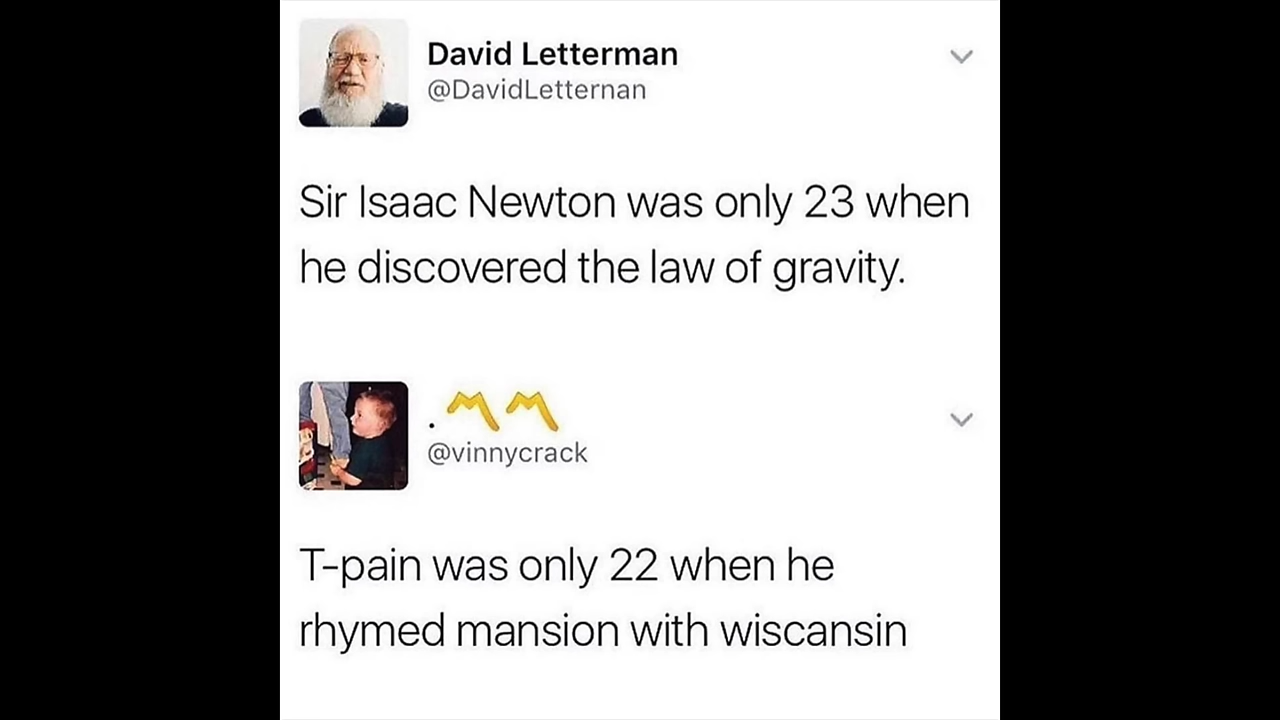 David Letterman
@DavidLetternan
Sir Isaac Newton was only 23 when
he discovered the law of gravity.
.〽〽
@vinnycrack
T-pain was only 22 when he
rhymed mansion with wiscansin